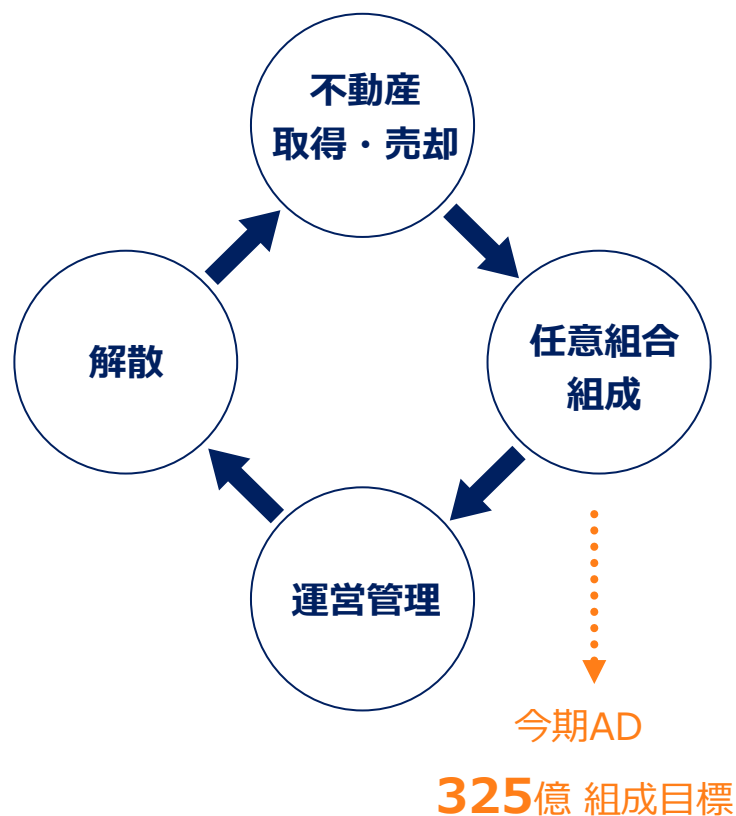 不動産
取得・売却
任意組合
組成
解散
運営管理
今期AD
325億 組成目標